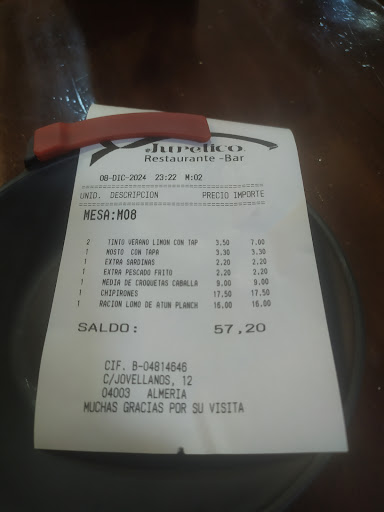 Jurelico
Restaurante-Bar
08-DIC-2024 23:22 M:02
UNID. DESCRIPCION PRECIO IMPORTE
MESA:M08
2 TINTO VERANO LIMON CON TAP 3.50 7.00
1 MOSTO CON TAPA 3.30 3.30
1 EXTRA SARDINAS 2.20 2.20
1 EXTRA PESCADO FRITO 2.20 2.20
1 MEDIA DE CROQUETAS CABALLA 9.00 9.00
1 CHIPIRONES 17,50 17,50
1 RACION LOMO DE ATUN PLANCH 16,00 16,00
SALDO: 57,20
CIF. B-04814646
C/JOVELLANOS, 12
04003 ALMERIA
MUCHAS GRACIAS POR SU VISITA